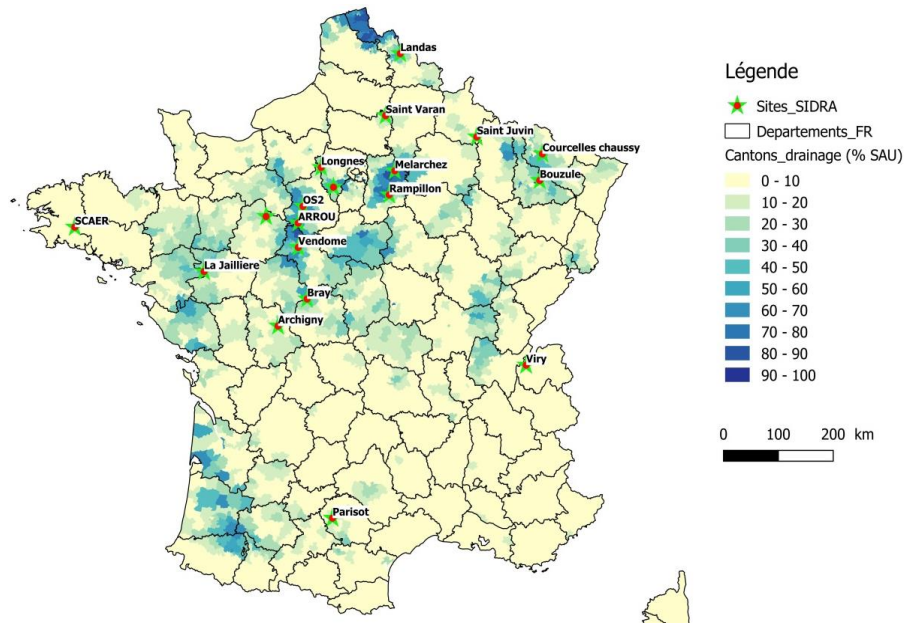 Landas
Saint Varan
Saint Juvin
Courcelles chaussy
Longnes
Melarchez
Bouzule
Rampillon
OS2
ARROU
SCAER
Vendome
La Jailliere
Bray
Archigny
Viry
Parisot
Légende
Sites_SIDRA
Departements_FR
Cantons_drainage (% SAU)
0 - 10
10 - 20
20 - 30
30 - 40
40 - 50
50 - 60
60 - 70
70 - 80
80 - 90
90 - 100
0 100 200 km